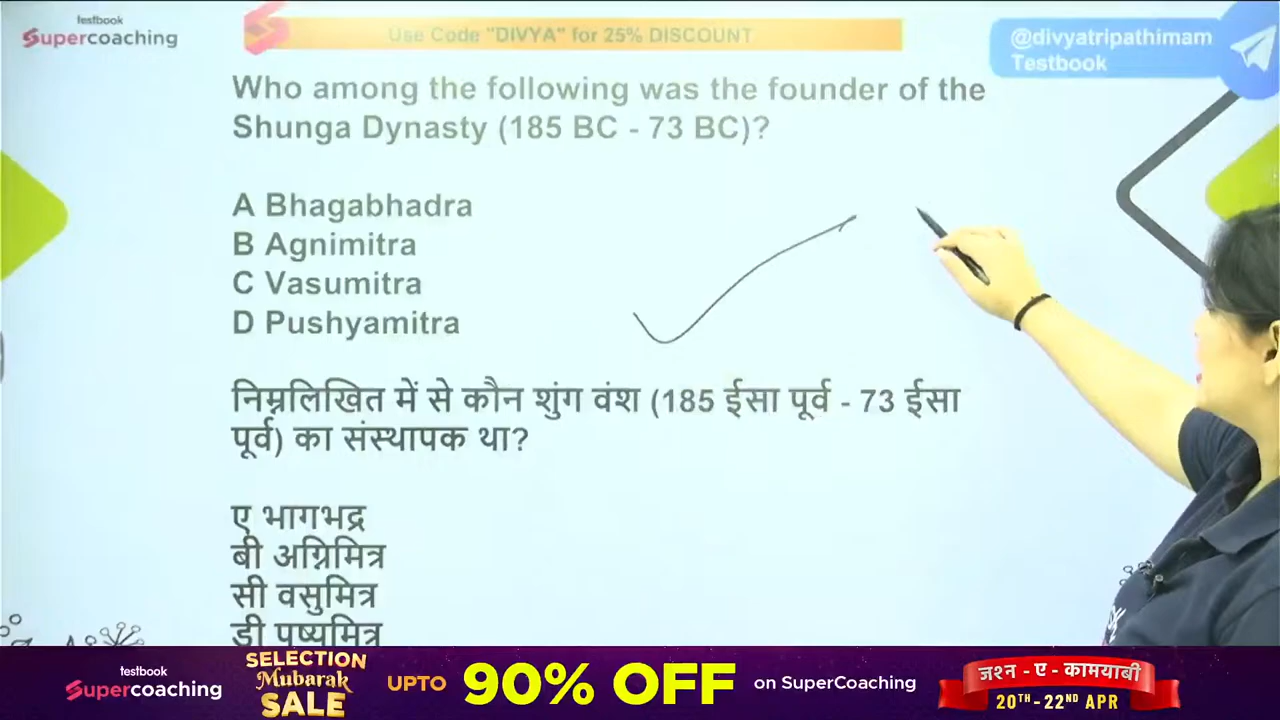 testbook
Supercoaching
Use Code "DIVYA" for 25% DISCOUNT
@divyatripathimam
Testbook
Who among the following was the founder of the
Shunga Dynasty (185 BC - 73 BC)?
A Bhagabhadra
B Agnimitra
C Vasumitra
D Pushyamitra
निम्नलिखित में से कौन शुंग वंश (185 ईसा पूर्व - 73 ईसा
पूर्व) का संस्थापक था?
ए भागभद्र
बी अग्निमित्र
सी वसुमित्र
डी पुष्यमित्र
testbook
Supercoaching
SELECTION
Mubarak
SALE
UPTO 90% OFF on SuperCoaching
जश्न - ए - कामयाबी
20TH - 22ND APR